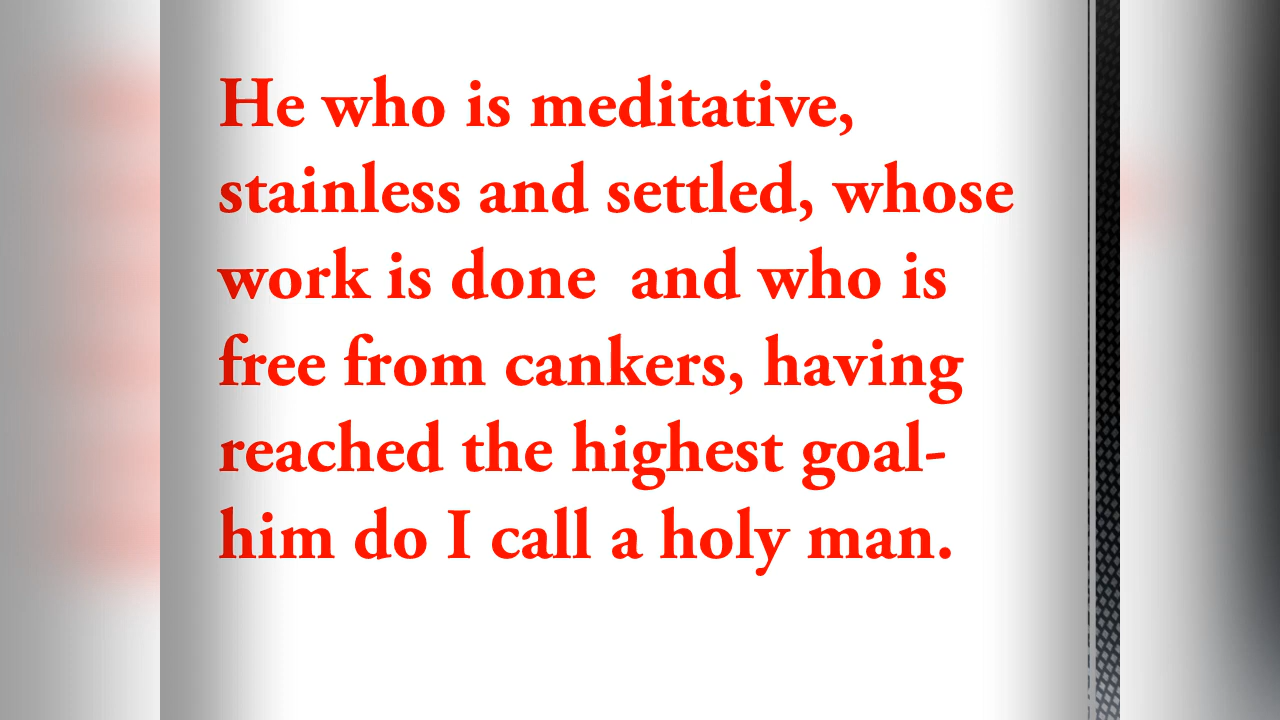 He who is meditative,
stainless and settled, whose
work is done  and who is
free from cankers, having
reached the highest goal-
him do I call a holy man.